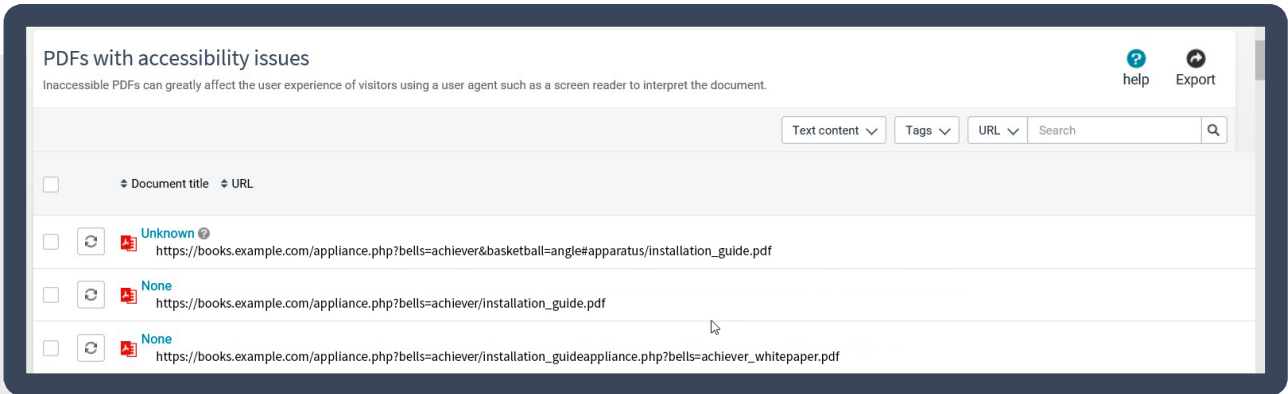 PDFs with accessibility issues
Inaccessible PDFs can greatly affect the user experience of visitors using a user agent such as a screen reader to interpret the document.
help
Export
Text content
Tags
URL
Search
Document title
URL
Unknown
https://books.example.com/appliance.php?bells=achiever&basketball=angle#apparatus/installation_guide.pdf
None
https://books.example.com/appliance.php?bells=achiever/installation_guide.pdf
None
https://books.example.com/appliance.php?bells=achiever/installation_guideappliance.php?bells=achiever_whitepaper.pdf